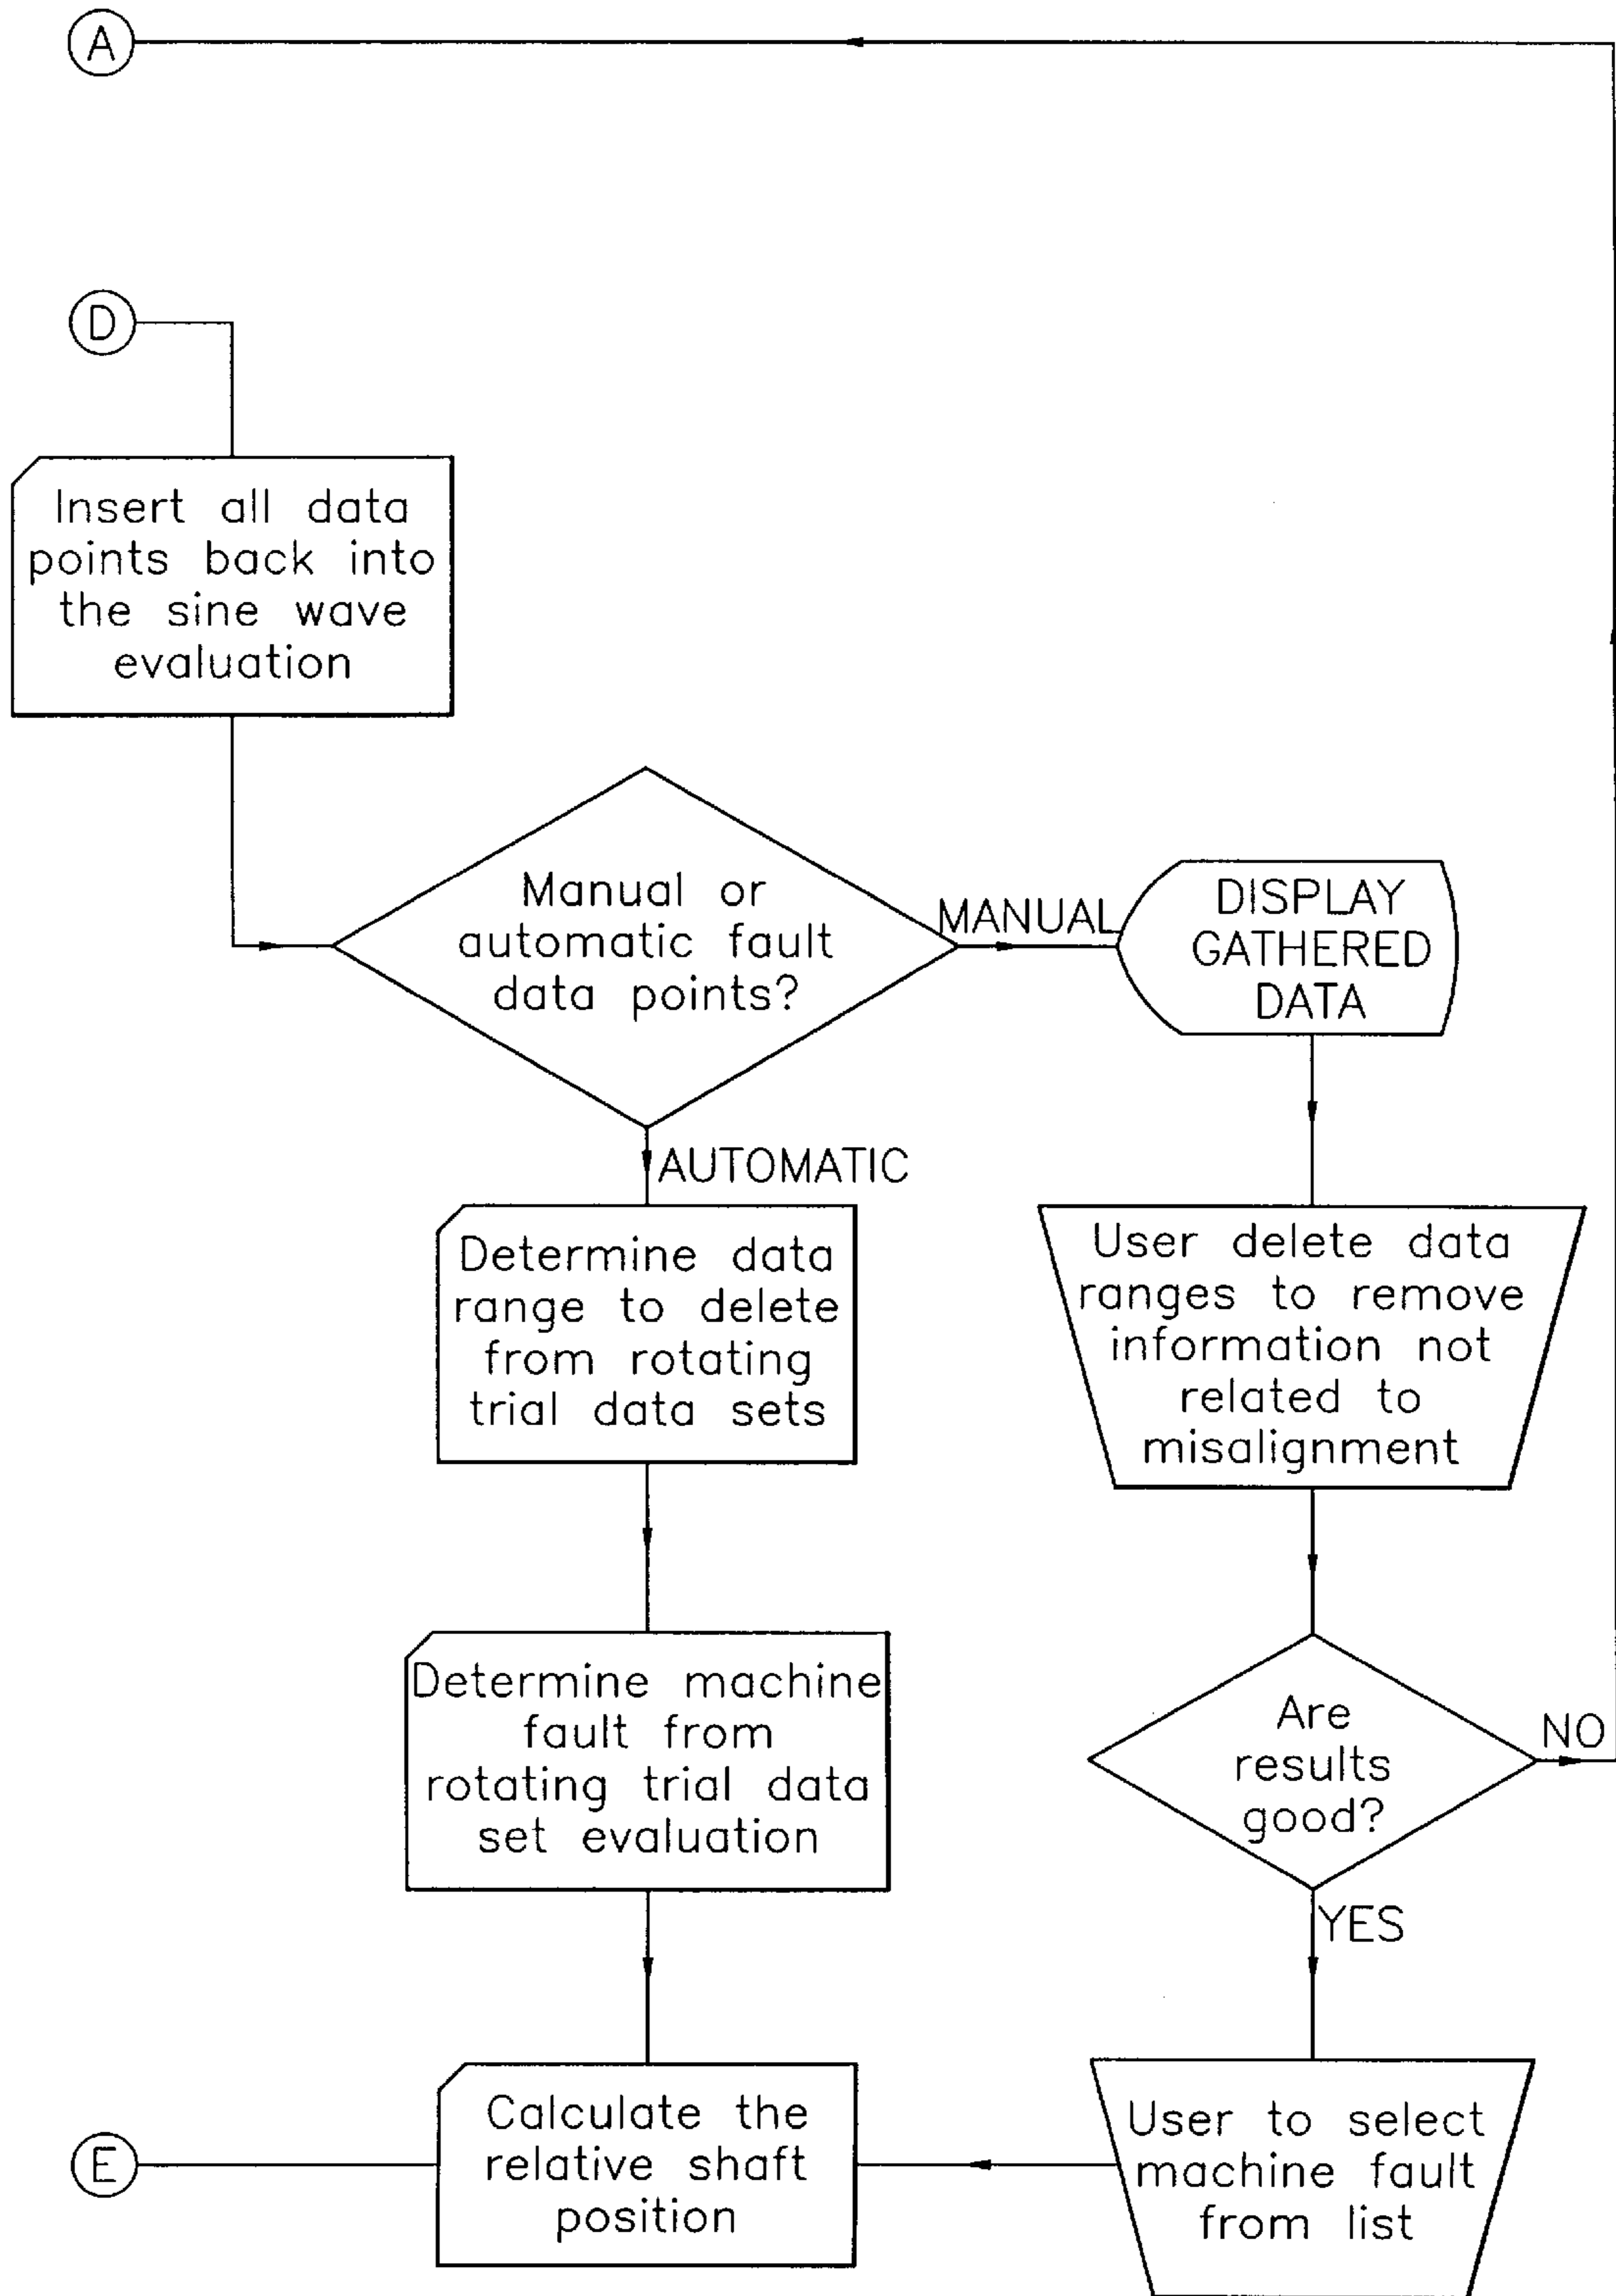 A
D
Insert all data
points back into
the sine wave
evaluation
Manual or
automatic fault
data points?
MANUAL
DISPLAY
GATHERED
DATA
AUTOMATIC
Determine data
range to delete
from rotating
trial data sets
User delete data
ranges to remove
information not
related to
misalignment
Determine machine
fault from
rotating trial data
set evaluation
Are
results
good?
NO
YES
E
Calculate the
relative shaft
position
User to select
machine fault
from list